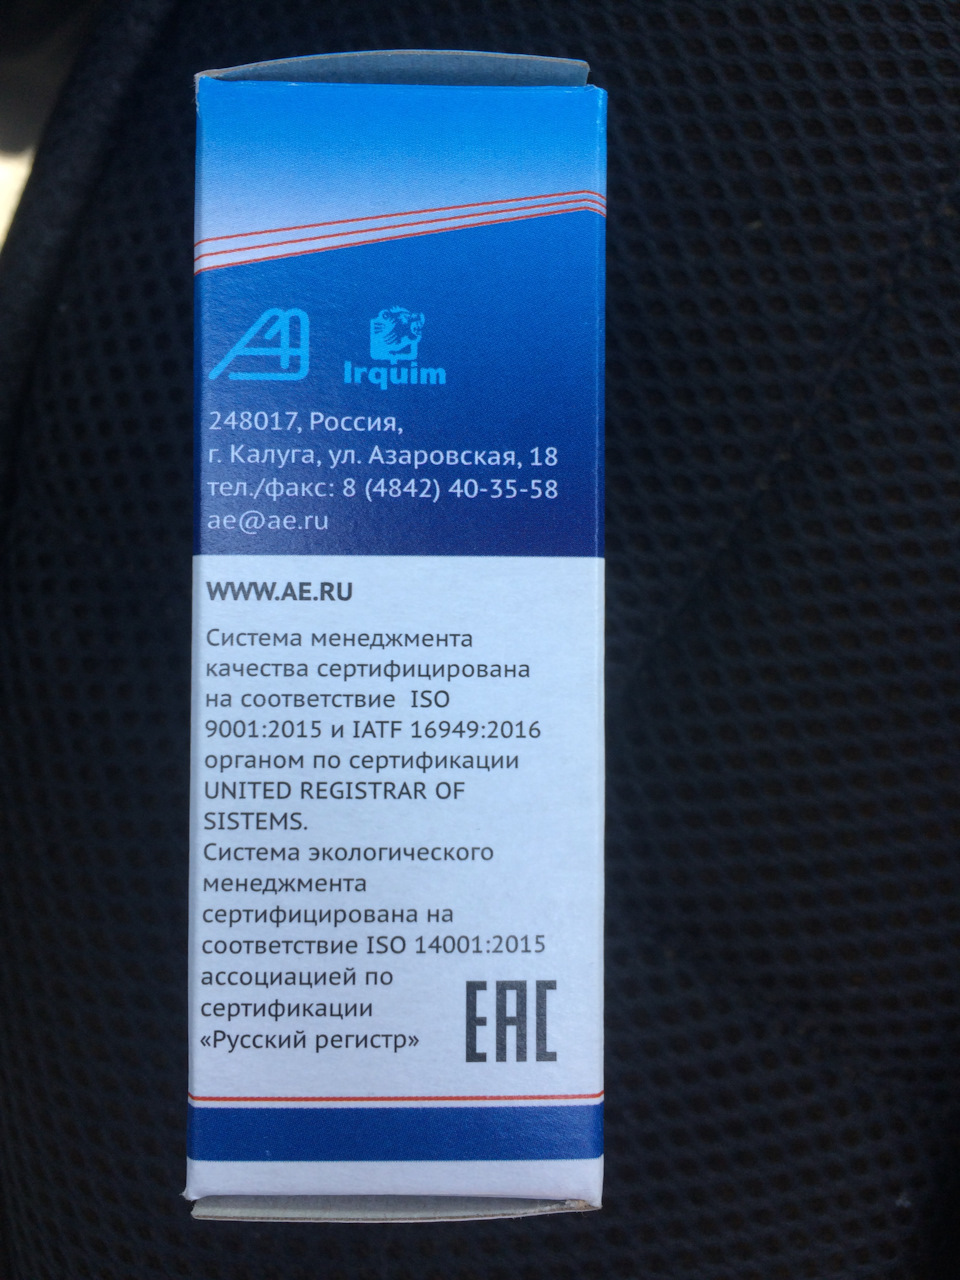 Irquim
248017, Россия,
г. Калуга, ул. Азаровская, 18
тел./факс: 8 (4842) 40-35-58
ae@ae.ru
WWW.AE.RU
Система менеджмента
качества сертифицирована
на соответствие ISO
9001:2015 и IATF 16949:2016
органом по сертификации
UNITED REGISTRAR OF
SISTEMS.
Система экологического
менеджмента
сертифицирована на
соответствие ISO 14001:2015
ассоциацией по
сертификации
«Русский регистр»
EAC